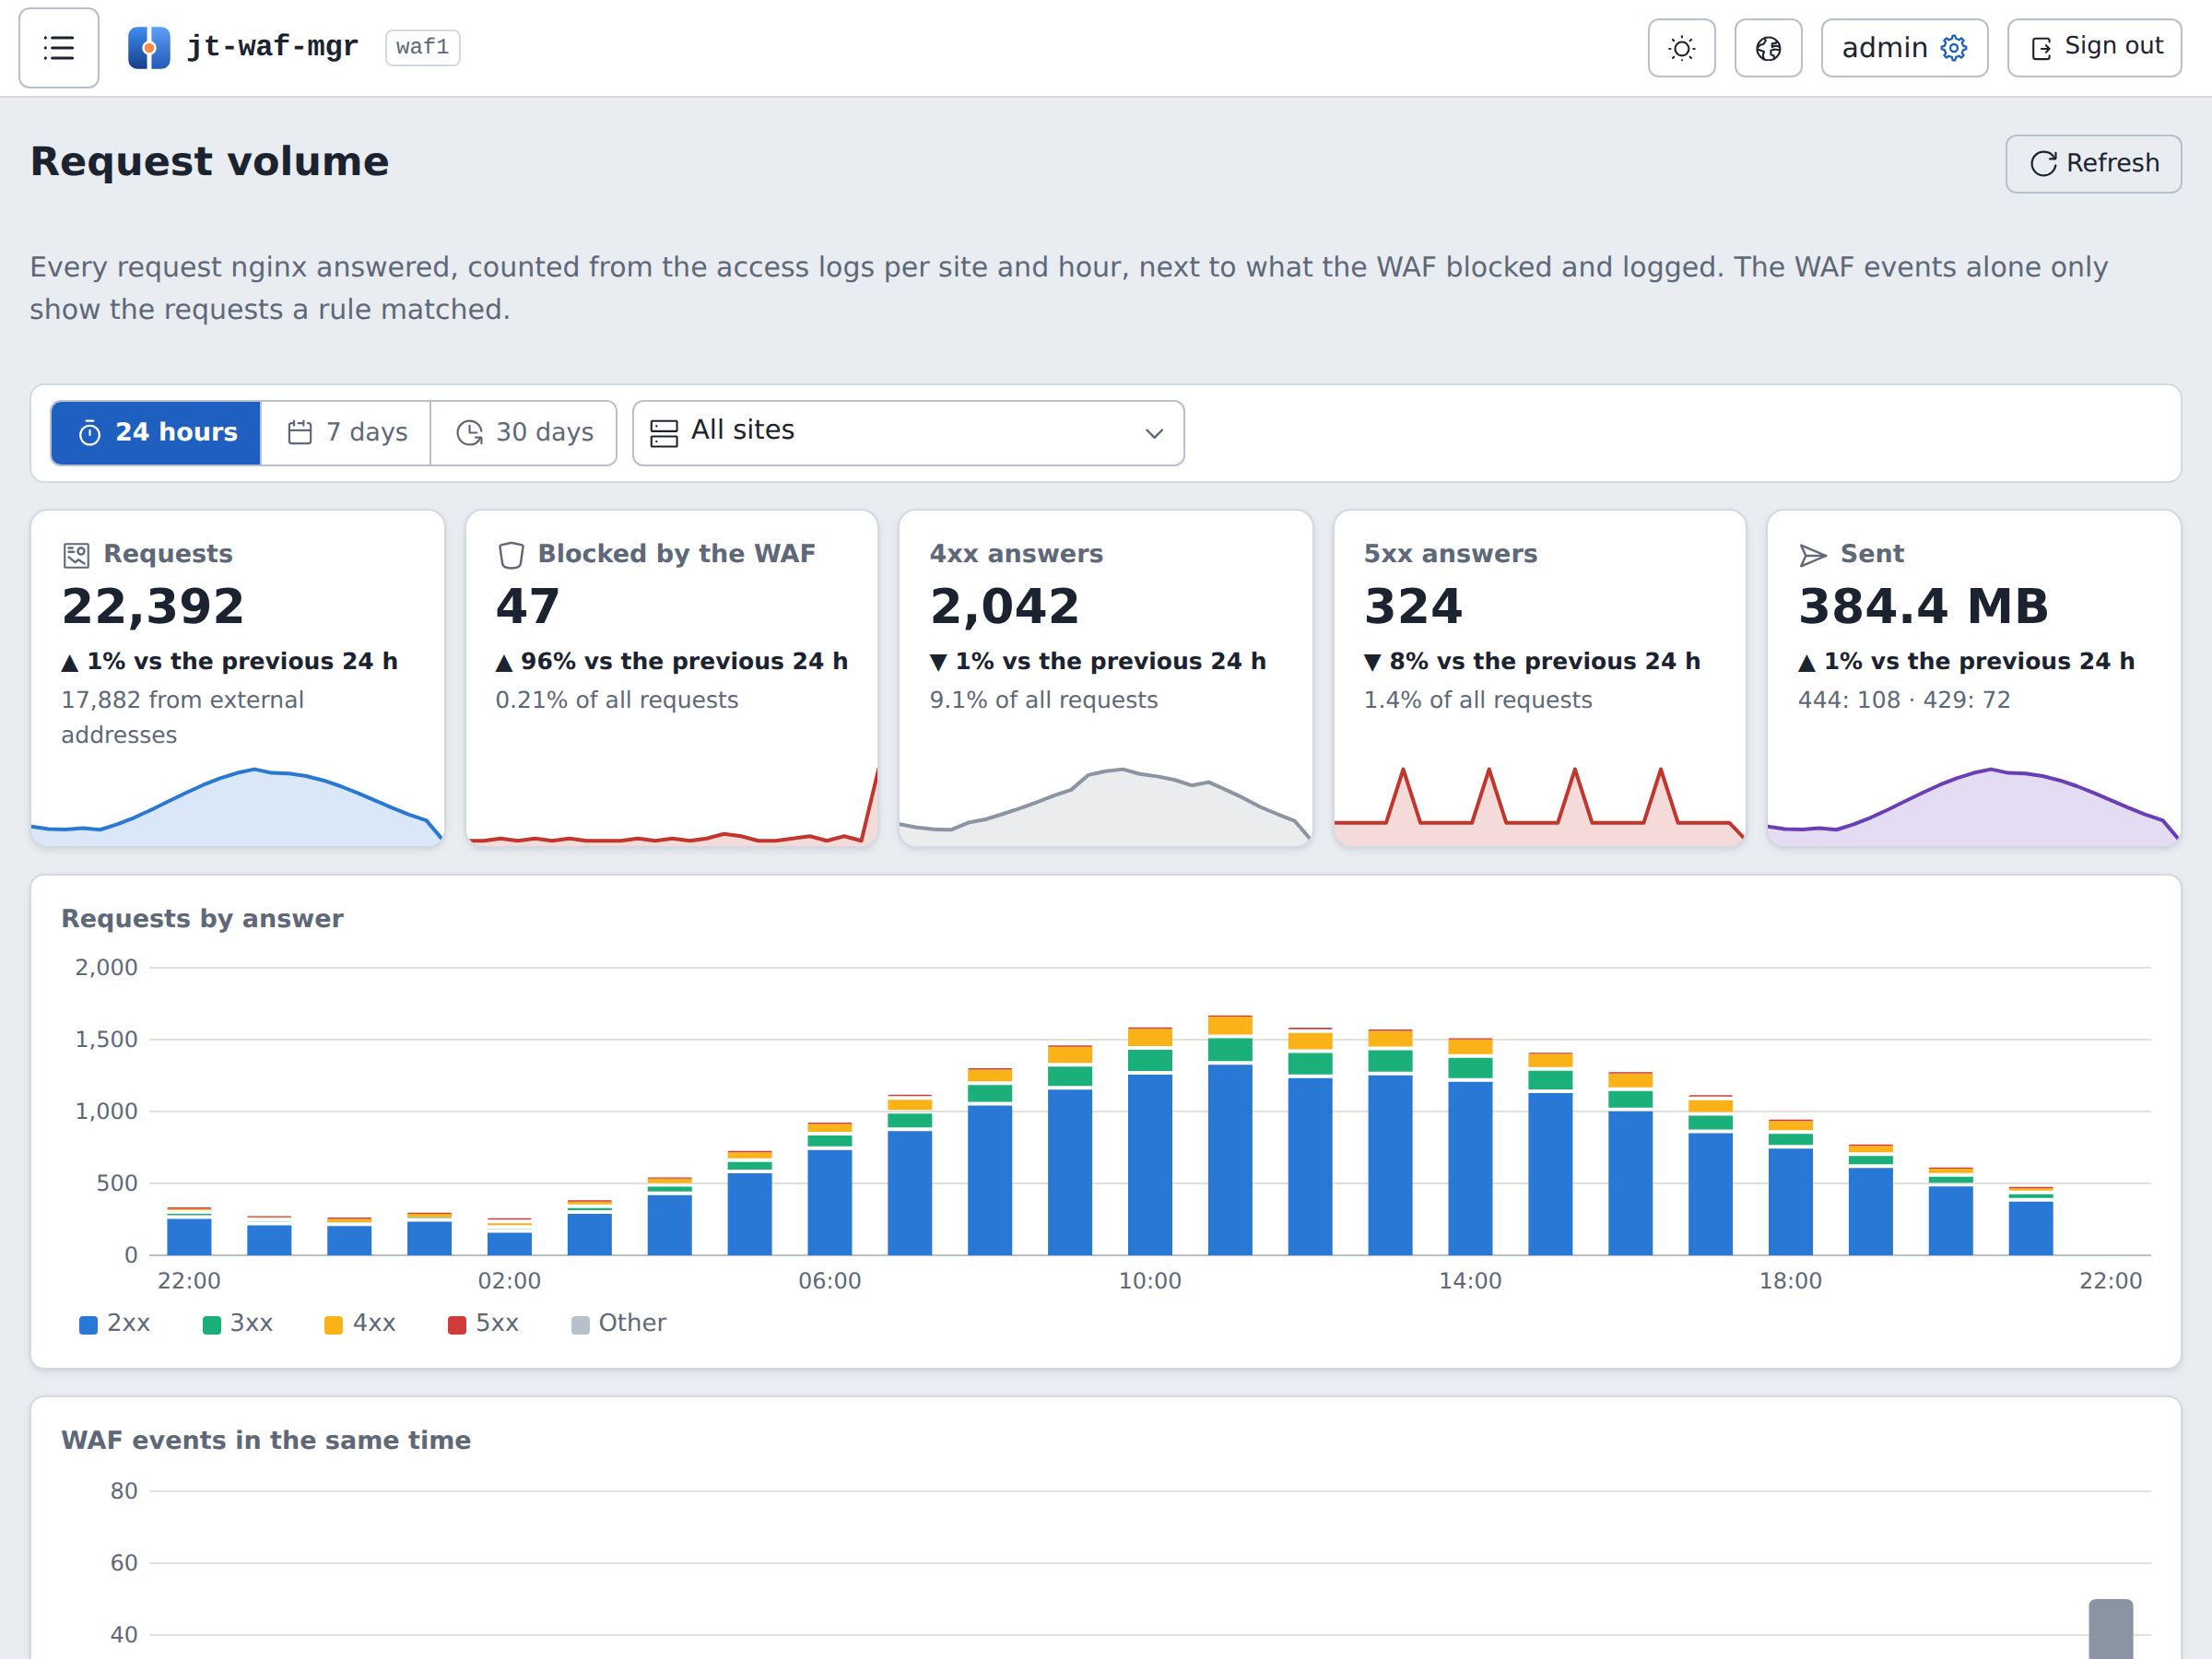 jt-waf-mgr waf1 admin Sign out
Request volume Refresh
Every request nginx answered, counted from the access logs per site and hour, next to what the WAF blocked and logged. The WAF events alone only
show the requests a rule matched.
24 hours 7 days 30 days All sites
Requests
22,392
▲ 1% vs the previous 24 h
17,882 from external
addresses
Blocked by the WAF
47
▲ 96% vs the previous 24 h
0.21% of all requests
4xx answers
2,042
▼ 1% vs the previous 24 h
9.1% of all requests
5xx answers
324
▼ 8% vs the previous 24 h
1.4% of all requests
Sent
384.4 MB
▲ 1% vs the previous 24 h
444: 108 · 429: 72
Requests by answer
2,000
1,500
1,000
500
0
22:00 02:00 06:00 10:00 14:00 18:00 22:00
2xx 3xx 4xx 5xx Other
WAF events in the same time
80
60
40